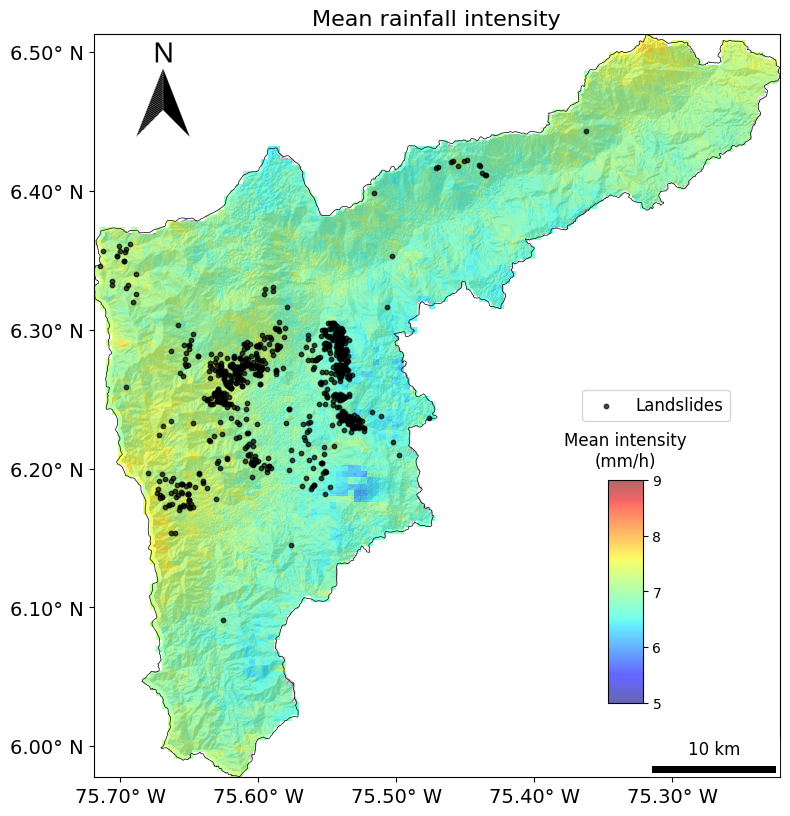 Mean rainfall intensity
N
6.50° N
6.40° N
6.30° N
6.20° N
6.10° N
6.00° N
Landslides
Mean intensity
(mm/h)
9
8
7
6
5
10 km
75.70° W 75.60° W 75.50° W 75.40° W 75.30° W